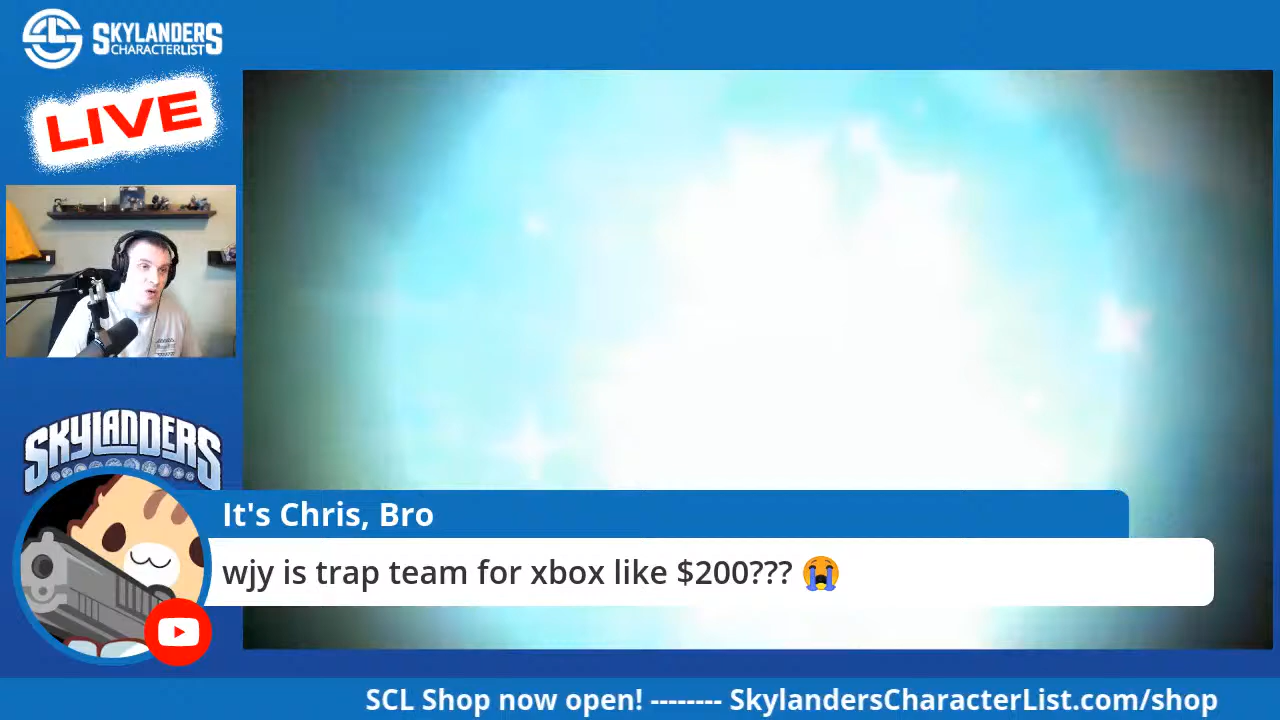 SKYLANDERS
CHARACTERLIST
LIVE
SKYLANDERS
It's Chris, Bro
wjy is trap team for xbox like $200??? 😭
SCL Shop now open! -------- SkylandersCharacterList.com/shop